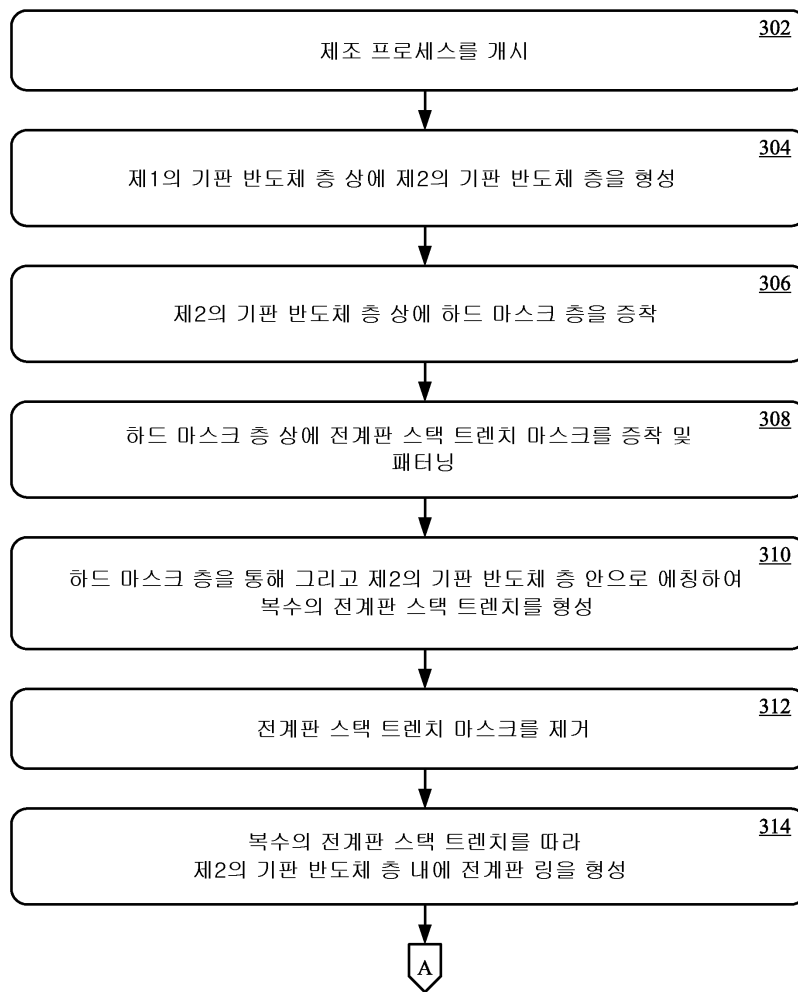 302
제조 프로세스를 개시
304
제1의 기판 반도체 층 상에 제2의 기판 반도체 층을 형성
306
제2의 기판 반도체 층 상에 하드 마스크 층을 증착
308
하드 마스크 층 상에 전계판 스택 트렌치 마스크를 증착 및
패터닝
310
하드 마스크 층을 통해 그리고 제2의 기판 반도체 층 안으로 에칭하여
복수의 전계판 스택 트렌치를 형성
312
전계판 스택 트렌치 마스크를 제거
314
복수의 전계판 스택 트렌치를 따라
제2의 기판 반도체 층 내에 전계판 링을 형성
A